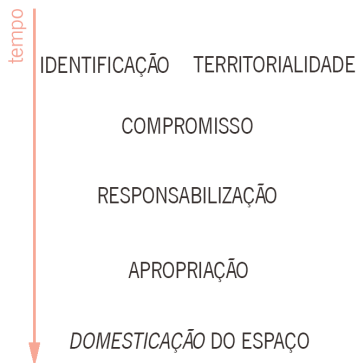 tempo
IDENTIFICAÇÃO TERRITORIALIDADE
COMPROMISSO
RESPONSABILIZAÇÃO
APROPRIAÇÃO
DOMESTICAÇÃO DO ESPAÇO